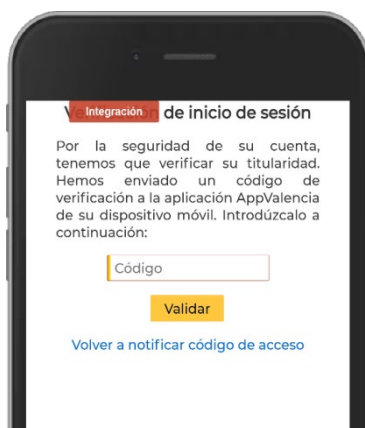 Integración
de inicio de sesión
Por la seguridad de su cuenta,
tenemos que verificar su titularidad.
Hemos enviado un código de
verificación a la aplicación AppValencia
de su dispositivo móvil. Introdúzcalo a
continuación:
Código
Validar
Volver a notificar código de acceso